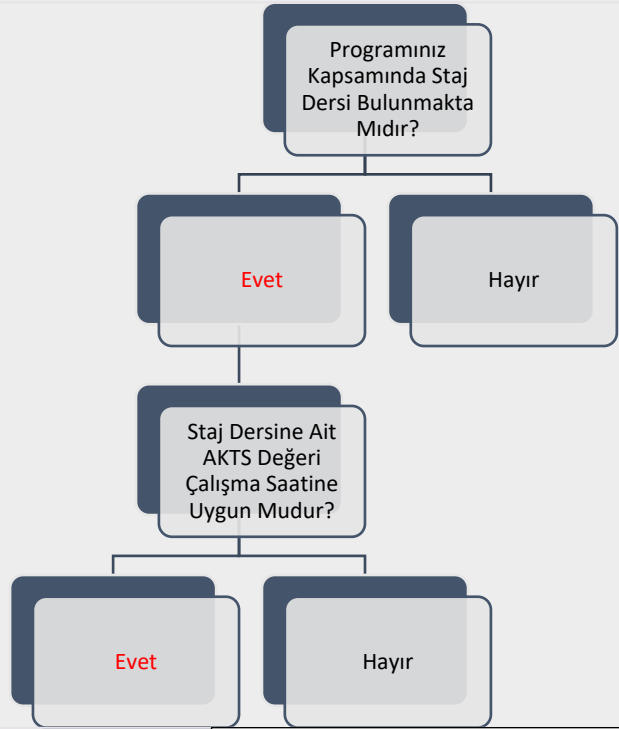 Programınız
Kapsamında Staj
Dersi Bulunmakta
Mıdır?
Evet
Hayır
Staj Dersine Ait
AKTS Değeri
Çalışma Saatine
Uygun Mudur?
Evet
Hayır